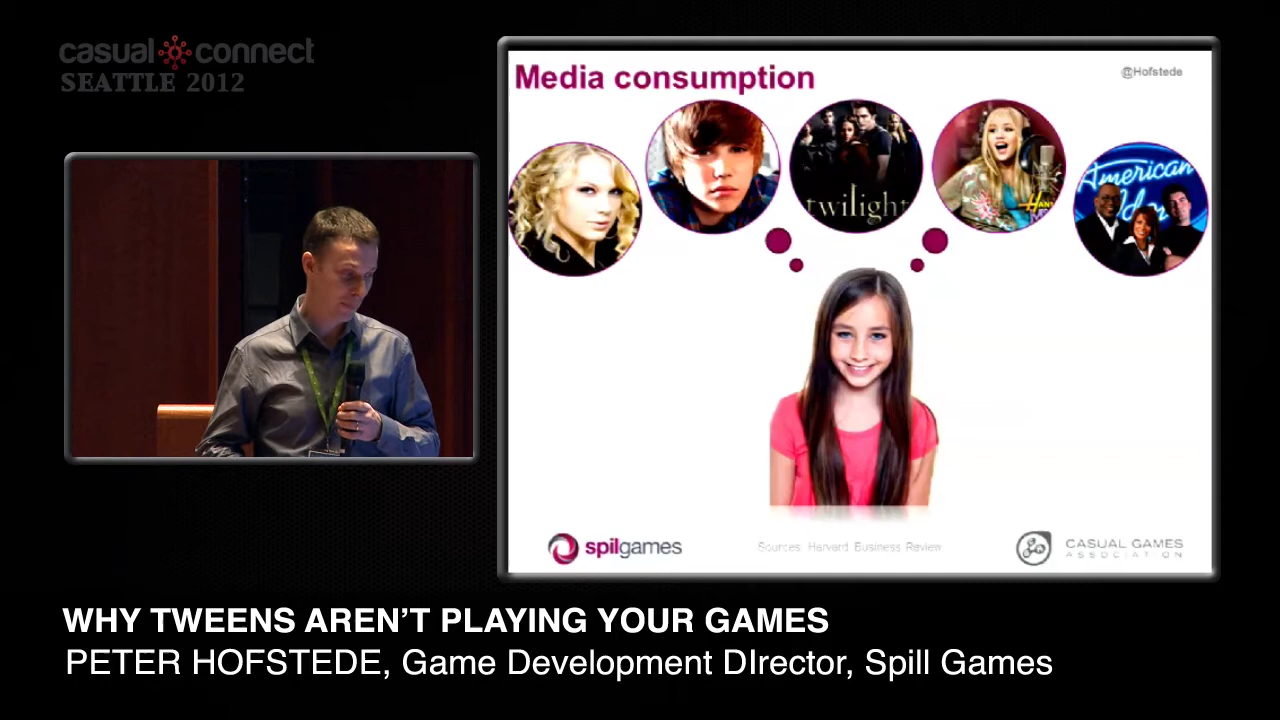 casual connect
SEATTLE 2012
Media consumption
@Hofstede
twilight
American
Idol
HAN
spilgames
Sources: Harvard Business Review
CASUAL GAMES
ASSOCIATION
WHY TWEENS AREN'T PLAYING YOUR GAMES
PETER HOFSTEDE, Game Development DIrector, Spill Games